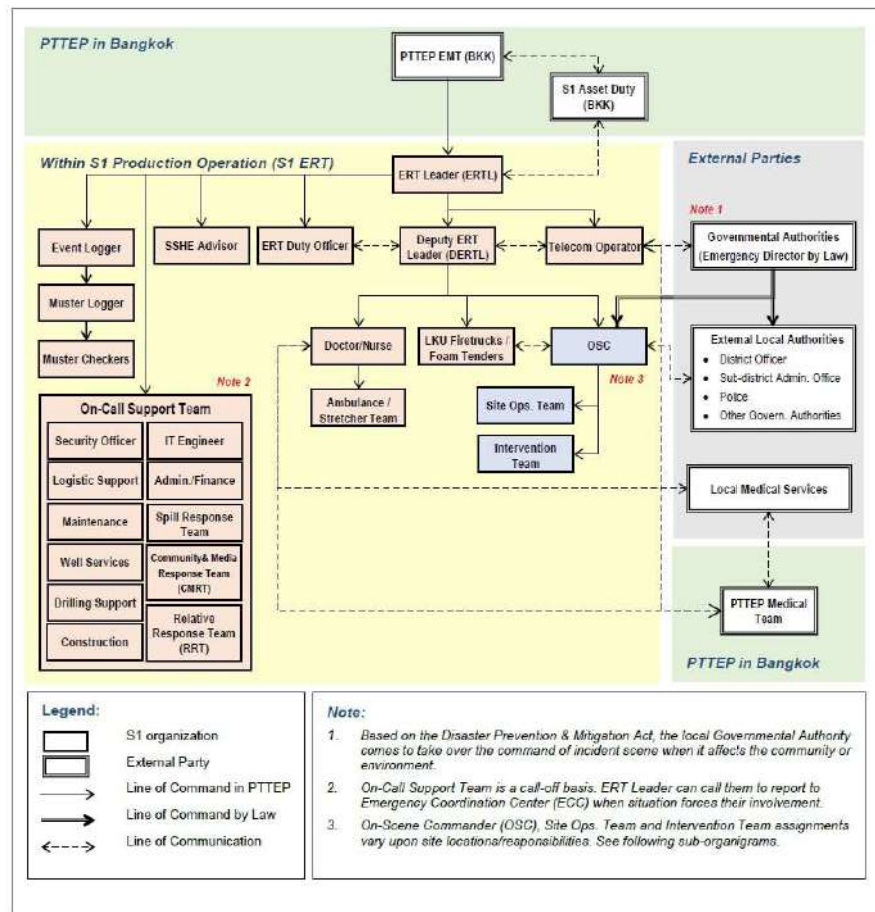 PTTEP in Bangkok
PTTEP EMT (BKK)
S1 Asset Duty
(BKK)
Within S1 Production Operation (S1 ERT)
External Parties
ERT Leader (ERTL)
Note 1
Event Logger
SSHE Advisor
ERT Duty Officer
Deputy ERT
Leader (DERTL)
Telecom Operator
Governmental Authorities
(Emergency Director by Law)
Muster Logger
Muster Checkers
Doctor/Nurse
LKU Firetrucks /
Foam Tenders
OSC
External Local Authorities
• District Officer
• Sub-district Admin. Office
• Police
• Other Govern. Authorities
Note 2
Note 3
On-Call Support Team
Ambulance /
Stretcher Team
Site Ops. Team
Intervention
Team
Security Officer
IT Engineer
Logistic Support
Admin./Finance
Maintenance
Spill Response
Team
Well Services
Community& Media
Response Team
(CMRT)
Drilling Support
Construction
Relative
Response Team
(RRT)
Local Medical Services
PTTEP Medical
Team
PTTEP in Bangkok
Legend:
S1 organization
External Party
Line of Command in PTTEP
Line of Command by Law
Line of Communication
Note:
1. Based on the Disaster Prevention & Mitigation Act, the local Governmental Authority
comes to take over the command of incident scene when it affects the community or
environment.
2. On-Call Support Team is a call-off basis. ERT Leader can call them to report to
Emergency Coordination Center (ECC) when situation forces their involvement.
3. On-Scene Commander (OSC), Site Ops. Team and Intervention Team assignments
vary upon site locations/responsibilities. See following sub-organigrams.